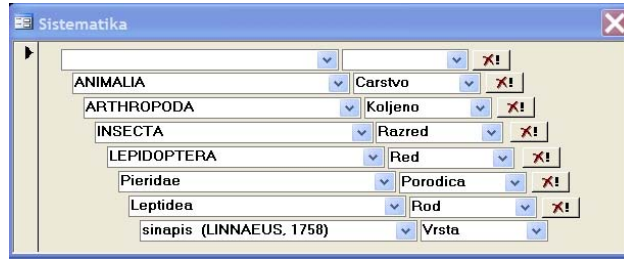 Sistematika
ANIMALIA Carstvo X!
ARTHROPODA Koljeno X!
INSECTA Razred X!
LEPIDOPTERA Red X!
Pieridae Porodica X!
Leptidea Rod X!
sinapis (LINNAEUS, 1758) Vrsta